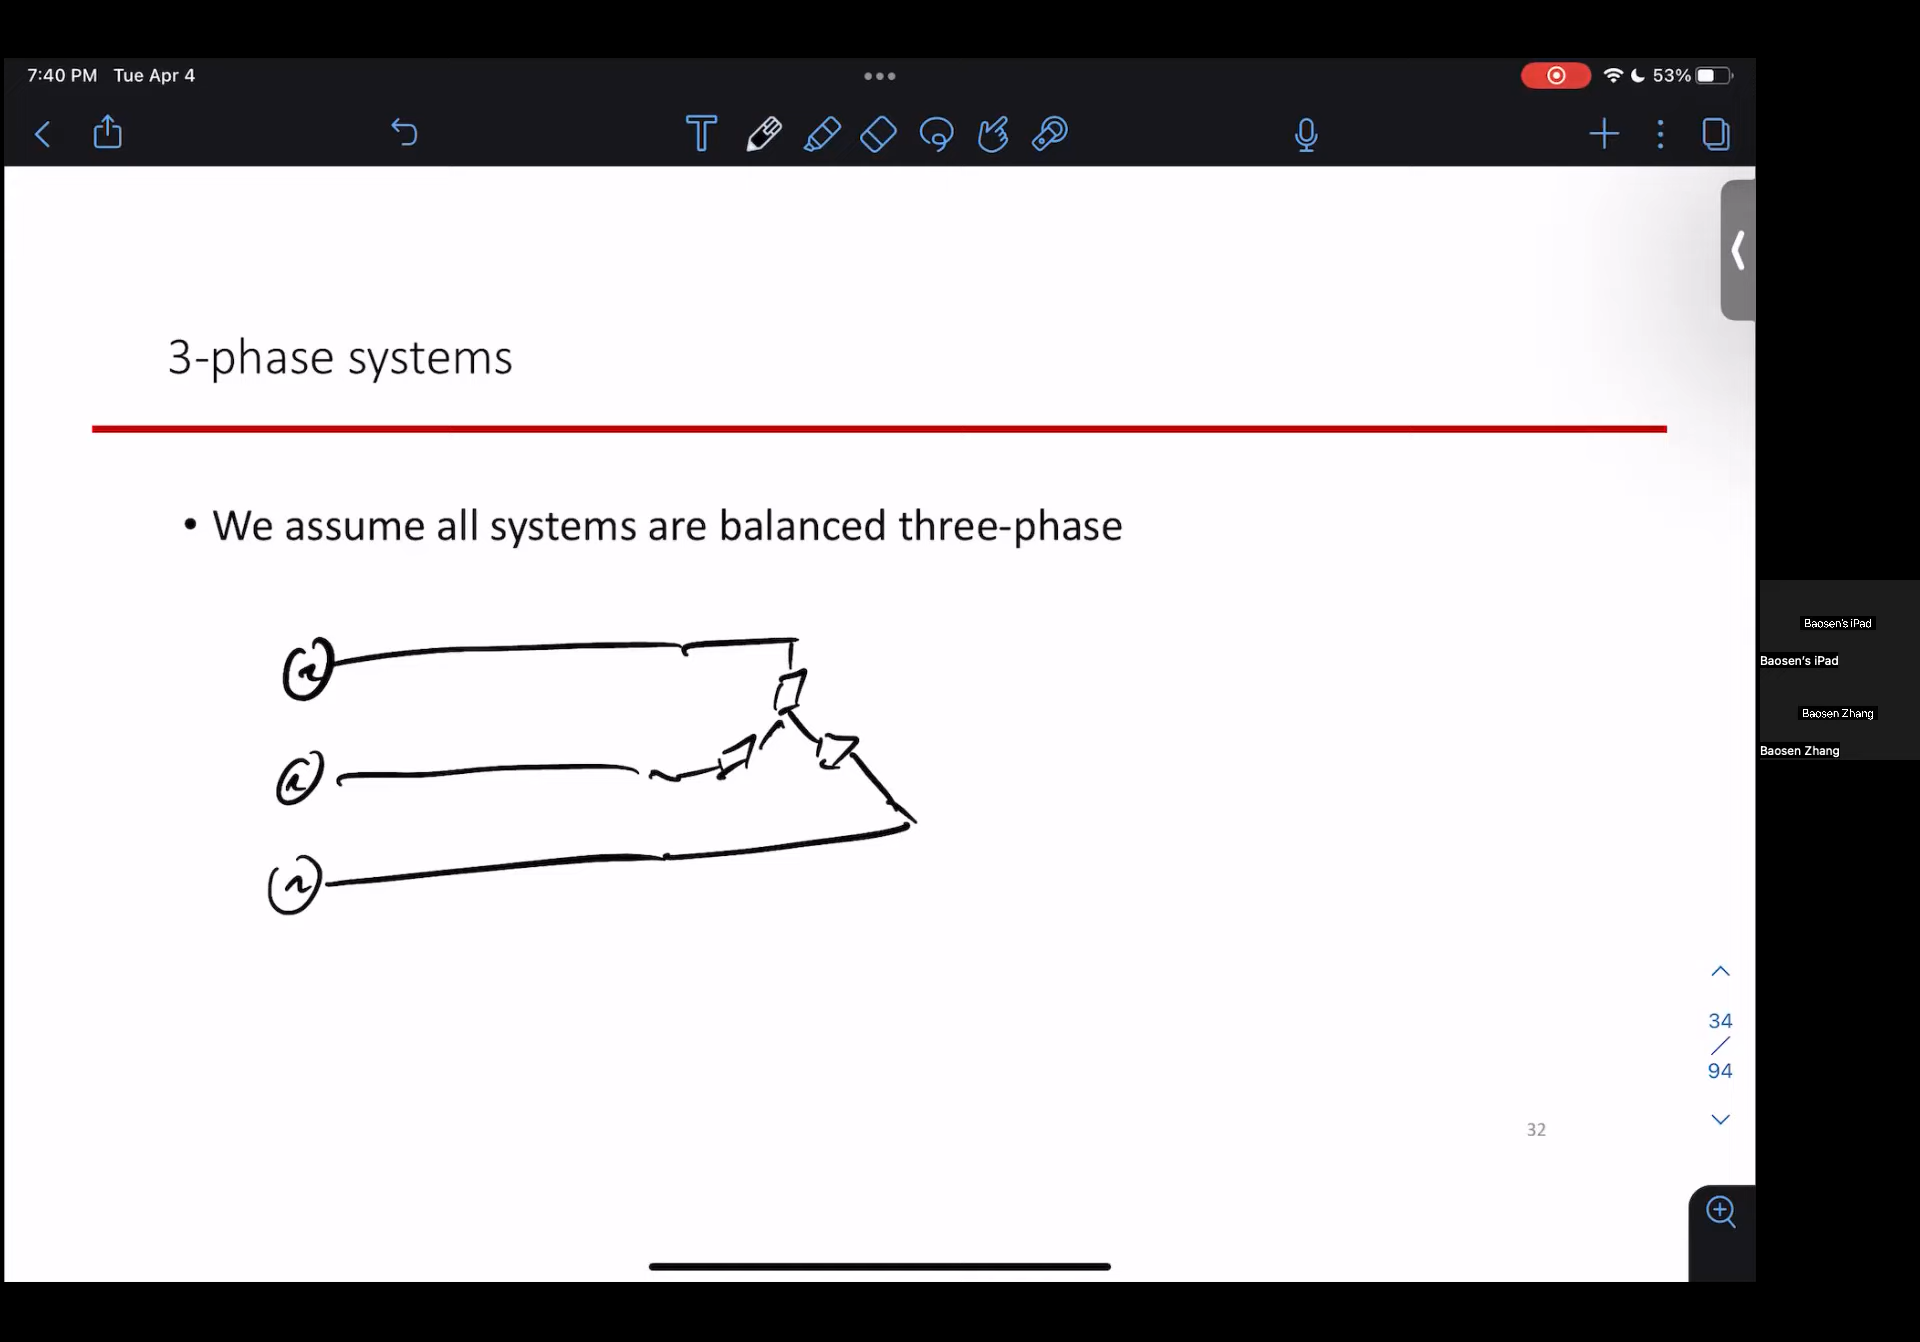 7:40 PM Tue Apr 4
53%
3-phase systems
• We assume all systems are balanced three-phase
Baosen's iPad
Baosen's iPad
Baosen Zhang
Baosen Zhang
34
/
94
32